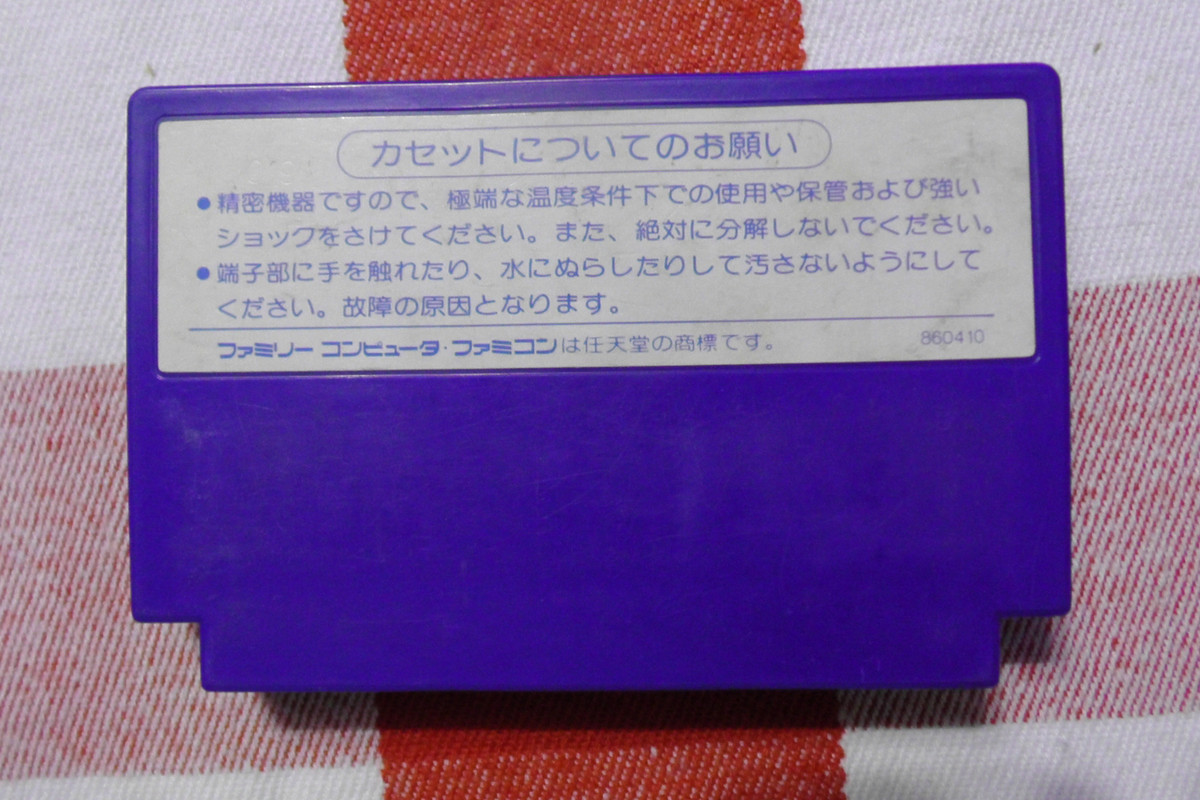 カセットについてのお願い
●精密機器ですので、極端な温度条件下での使用や保管および強い
ショックをさけてください。また、絶対に分解しないでください。
●端子部に手を触れたり、水にぬらしたりして汚さないようにして
ください。故障の原因となります。
ファミリーコンピュータ・ファミコンは任天堂の商標です。 860410